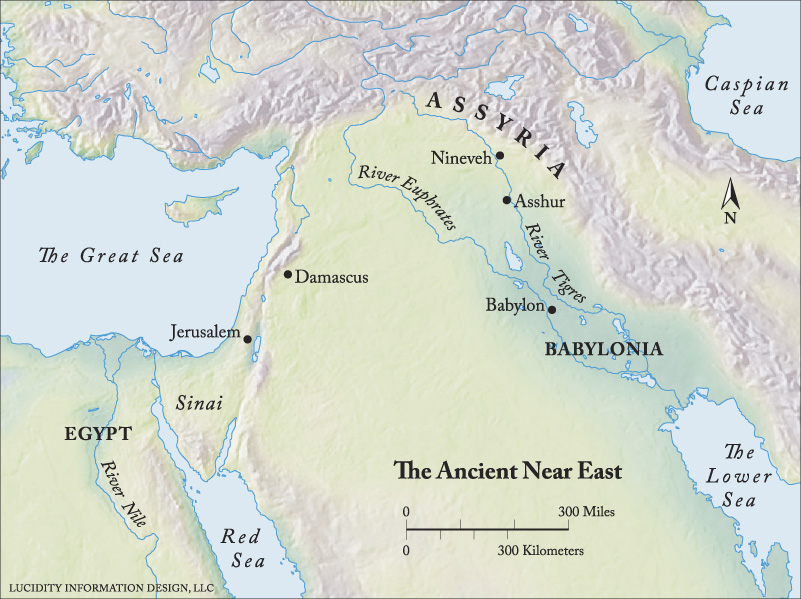 Caspian
Sea
ASSYRIA
Nineveh
River Euphrates
Asshur
N
River Tigres
The Great Sea
Damascus
Babylon
Jerusalem
BABYLONIA
Sinai
EGYPT
River Nile
The
Lower
Sea
The Ancient Near East
0 300 Miles
0 300 Kilometers
Red
Sea
LUCIDITY INFORMATION DESIGN, LLC